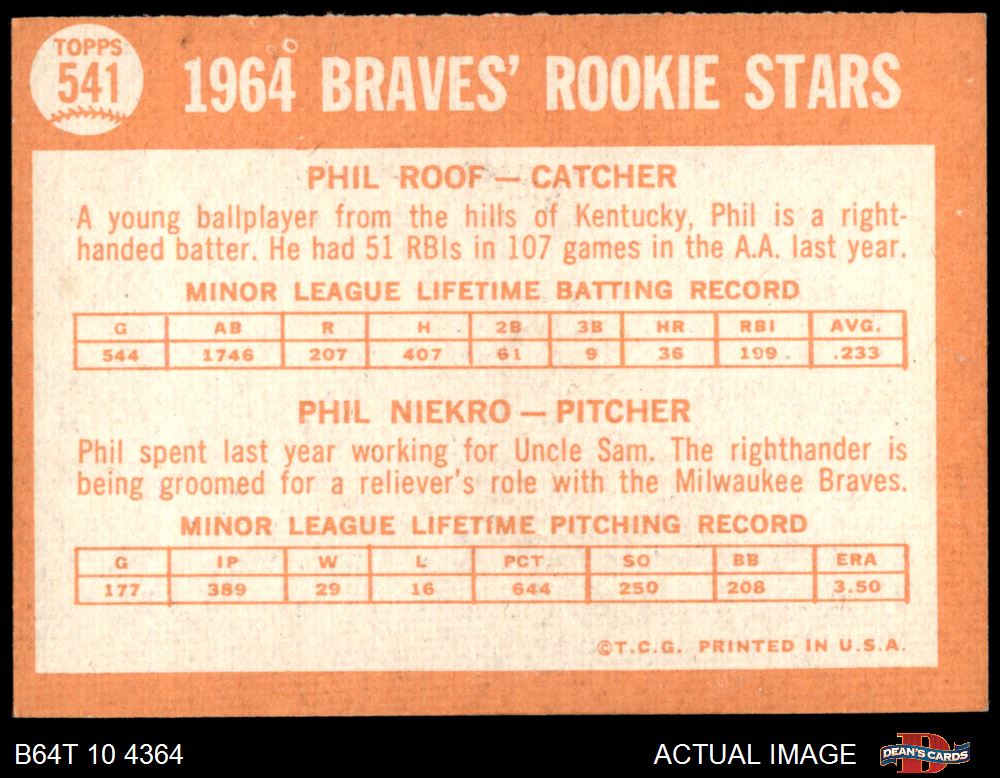 TOPPS
541
1964 BRAVES' ROOKIE STARS
PHIL ROOF — CATCHER
A young ballplayer from the hills of Kentucky, Phil is a right-
handed batter. He had 51 RBIs in 107 games in the A.A. last year.
MINOR LEAGUE LIFETIME BATTING RECORD
G AB R H 2B 3B HR RBI AVG.
544 1746 207 407 61 9 36 199 .233
PHIL NIEKRO — PITCHER
Phil spent last year working for Uncle Sam. The righthander is
being groomed for a reliever's role with the Milwaukee Braves.
MINOR LEAGUE LIFETIME PITCHING RECORD
G IP W L PCT SO BB ERA
177 389 29 16 644 250 208 3.50
©T.C.G. PRINTED IN U.S.A.
B64T 10 4364 ACTUAL IMAGE DEAN'S CARDS